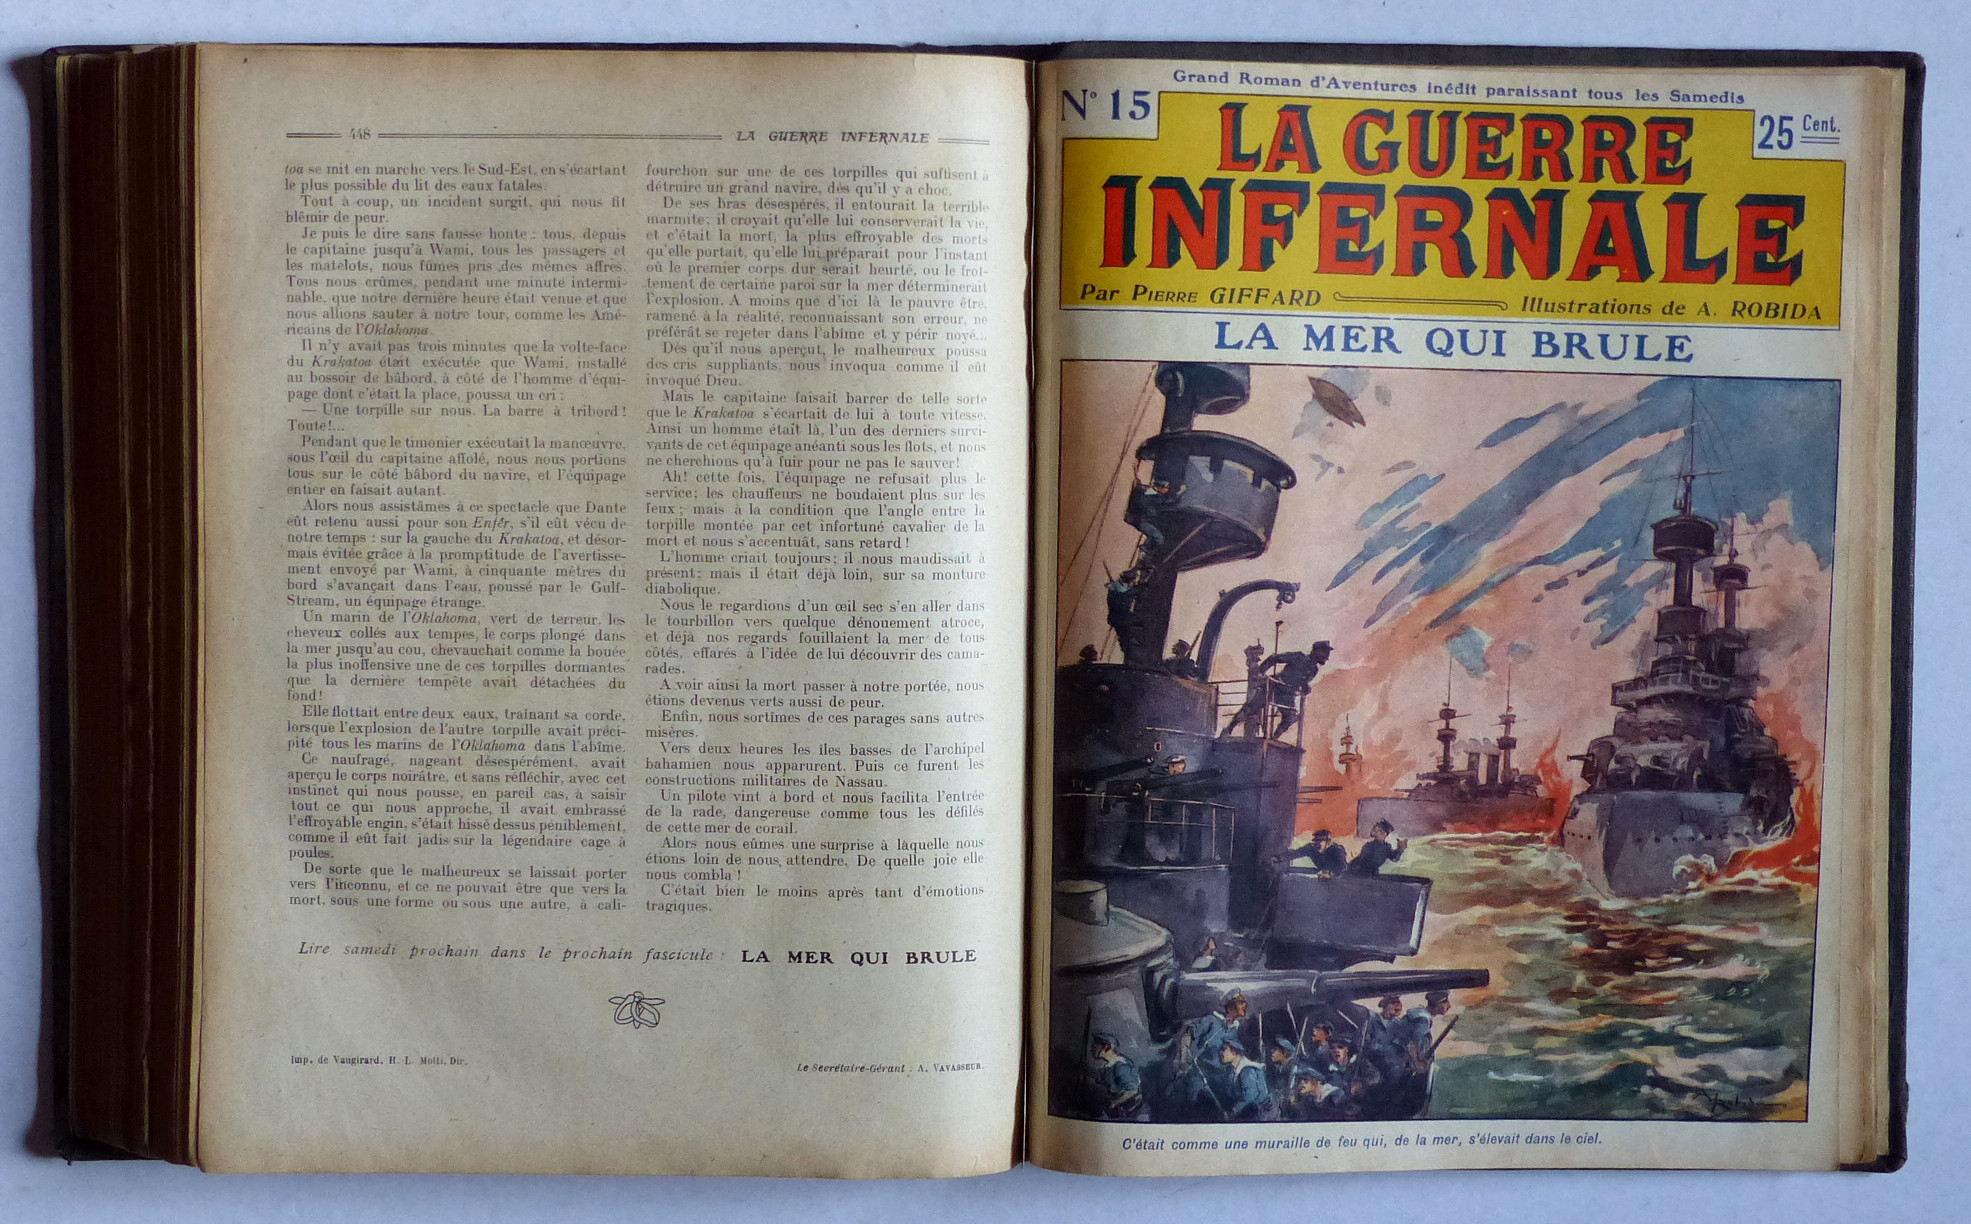 448
LA GUERRE INFERNALE
toa se mit en marche vers le Sud-Est, en s'écartant
le plus possible du lit des eaux fatales.
Tout à coup, un incident surgit, qui nous fit
blêmir de peur.
Je puis le dire sans fausse honte : tous, depuis
le capitaine jusqu'à Wami, tous les passagers et
les matelots, nous fûmes pris des mêmes affres.
Tous nous crûmes, pendant une minute intermi-
nable, que notre dernière heure était venue et que
nous allions sauter à notre tour, comme les Amé-
ricains de l'Oklahoma.
Il n'y avait pas trois minutes que la volte-face
du Krakatoa était exécutée que Wami, installé
au bossoir de bâbord, à côté de l'homme d'équi-
page dont c'était la place, poussa un cri :
— Une torpille sur nous. La barre à tribord !
Toute !...
Pendant que le timonier exécutait la manœuvre,
sous l'œil du capitaine affolé, nous nous portions
tous sur le côté bâbord du navire, et l'équipage
entier en faisait autant.
Alors nous assistâmes à ce spectacle que Dante
eût retenu aussi pour son Enfer, s'il eût vécu de
notre temps : sur la gauche du Krakatoa, et désor-
mais évitée grâce à la promptitude de l'avertisse-
ment envoyé par Wami, à cinquante mètres du
bord s'avançait dans l'eau, poussé par le Gulf-
Stream, un équipage étrange.
Un marin de l'Oklahoma, vert de terreur, les
cheveux collés aux tempes, le corps plongé dans
la mer jusqu'au cou, chevauchait comme la bouée
la plus inoffensive une de ces torpilles dormantes
que la dernière tempête avait détachées du
fond !
Elle flottait entre deux eaux, traînant sa corde,
lorsque l'explosion de l'autre torpille avait préci-
pité tous les marins de l'Oklahoma dans l'abîme.
Ce naufragé, nageant désespérément, avait
aperçu le corps noirâtre, et sans réfléchir, avec cet
instinct qui nous pousse, en pareil cas, à saisir
tout ce qui nous approche, il avait embrassé
l'effroyable engin, s'était hissé dessus péniblement,
comme il eût fait jadis sur la légendaire cage à
poules.
De sorte que le malheureux se laissait porter
vers l'inconnu, et ce ne pouvait être que vers la
mort, sous une forme ou sous une autre, à cali-
fourchon sur une de ces torpilles qui suffisent à
détruire un grand navire, dès qu'il y a choc.
De ses bras désespérés, il entourait la terrible
marmite; il croyait qu'elle lui conserverait la vie,
et c'était la mort, la plus effroyable des morts
qu'elle portait, qu'elle lui préparait pour l'instant
où le premier corps dur serait heurté, ou le frot-
tement de certaine paroi sur la mer déterminerait
l'explosion. A moins que d'ici là le pauvre être,
ramené à la réalité, reconnaissant son erreur, ne
préférât se rejeter dans l'abîme et y périr noyé...
Dès qu'il nous aperçut, le malheureux poussa
des cris suppliants, nous invoqua comme il eût
invoqué Dieu.
Mais le capitaine faisait barrer de telle sorte
que le Krakatoa s'écartait de lui à toute vitesse.
Ainsi un homme était là, l'un des derniers survi-
vants de cet équipage anéanti sous les flots, et nous
ne cherchions qu'à fuir pour ne pas le sauver!
Ah! cette fois, l'équipage ne refusait plus le
service; les chauffeurs ne boudaient plus sur les
feux; mais à la condition que l'angle entre la
torpille montée par cet infortuné cavalier de la
mort et nous s'accentuât, sans retard !
L'homme criait toujours; il nous maudissait à
présent; mais il était déjà loin, sur sa monture
diabolique.
Nous le regardions d'un œil sec s'en aller dans
le tourbillon vers quelque dénouement atroce,
et déjà nos regards fouillaient la mer de tous
côtés, effarés à l'idée de lui découvrir des cama-
rades.
A voir ainsi la mort passer à notre portée, nous
étions devenus verts aussi de peur.
Enfin, nous sortîmes de ces parages sans autres
misères.
Vers deux heures les îles basses de l'archipel
bahamien nous apparurent. Puis ce furent les
constructions militaires de Nassau.
Un pilote vint à bord et nous facilita l'entrée
de la rade, dangereuse comme tous les défilés
de cette mer de corail.
Alors nous eûmes une surprise à laquelle nous
étions loin de nous attendre. De quelle joie elle
nous combla !
C'était bien le moins après tant d'émotions
tragiques.
Lire samedi prochain dans le prochain fascicule : LA MER QUI BRULE
Imp. de Vaugirard, H.-L. Motti, Dir.
Le Secrétaire-Gérant : A. VAVASSEUR.
Grand Roman d'Aventures inédit paraissant tous les Samedis
N° 15
25 Cent.
LA GUERRE
INFERNALE
Par PIERRE GIFFARD
Illustrations de A. ROBIDA
LA MER QUI BRULE
A. Robida
C'était comme une muraille de feu qui, de la mer, s'élevait dans le ciel.